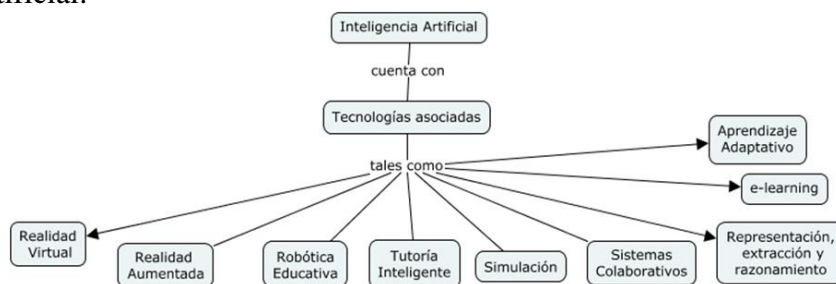 Inteligencia Artificial
cuenta con
Tecnologías asociadas
tales como
Aprendizaje
Adaptativo
e-learning
Realidad
Virtual
Realidad
Aumentada
Robótica
Educativa
Tutoría
Inteligente
Simulación
Sistemas
Colaborativos
Representación,
extracción y
razonamiento